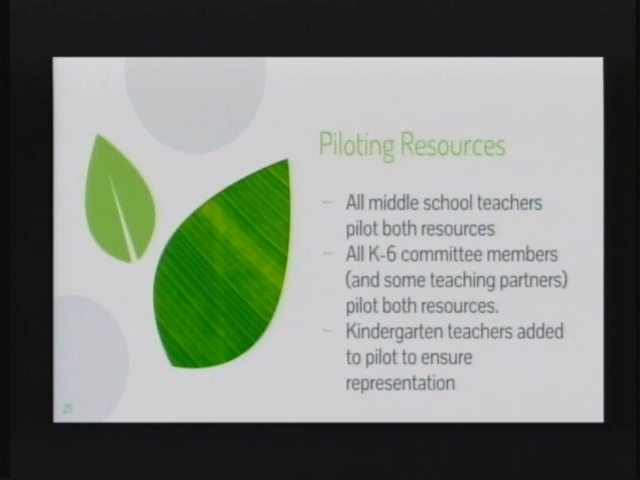 Piloting Resources
– All middle school teachers
pilot both resources
– All K-6 committee members
(and some teaching partners)
pilot both resources.
– Kindergarten teachers added
to pilot to ensure
representation